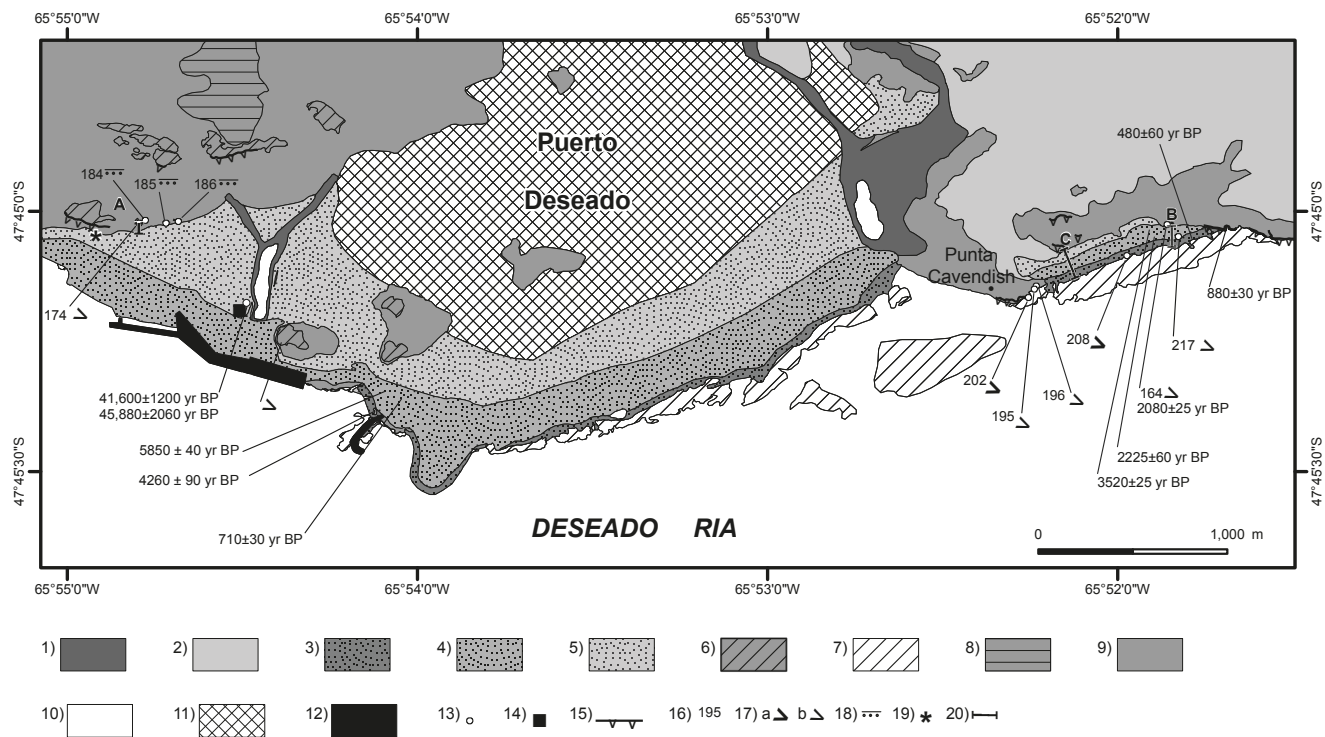 65°55'0"W 65°54'0"W 65°53'0"W 65°52'0"W
480±60 yr BP
Puerto
184 185 186
Deseado
47°45'0"S
47°45'0"S
A
T
B
C
Punta
Cavendish
880±30 yr BP
174
208
217
202
196
164
41,600±1200 yr BP
45,880±2060 yr BP
195
2080±25 yr BP
5850 ± 40 yr BP
2225±60 yr BP
4260 ± 90 yr BP
3520±25 yr BP
47°45'30"S
47°45'30"S
710±30 yr BP
DESEADO RIA
0 1,000 m
65°55'0"W 65°54'0"W 65°53'0"W 65°52'0"W
1) 2) 3) 4) 5) 6) 7) 8) 9)
10) 11) 12) 13) 14) 15) 16) 195 17) a b 18) 19) * 20)